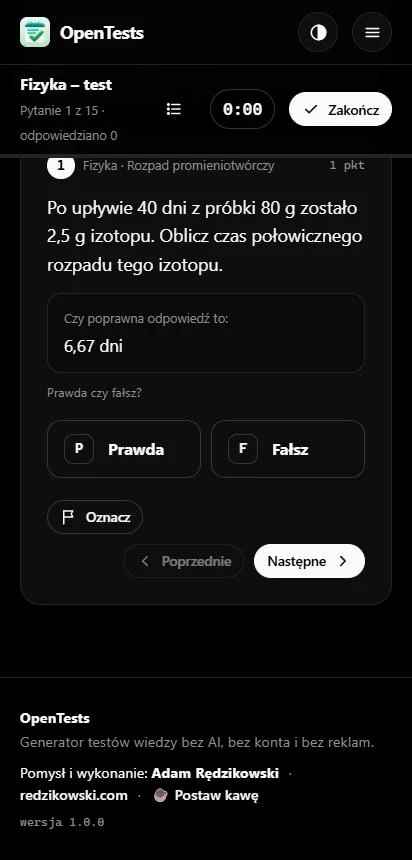 OpenTests
Fizyka – test
Pytanie 1 z 15 ·
odpowiedziano 0
0:00
Zakończ
1 Fizyka · Rozpad promieniotwórczy 1 pkt
Po upływie 40 dni z próbki 80 g zostało
2,5 g izotopu. Oblicz czas połowicznego
rozpadu tego izotopu.
Czy poprawna odpowiedź to:
6,67 dni
Prawda czy fałsz?
P Prawda
F Fałsz
Oznacz
Poprzednie
Następne
OpenTests
Generator testów wiedzy bez AI, bez konta i bez reklam.
Pomysł i wykonanie: Adam Rędzikowski ·
redzikowski.com · Postaw kawę
wersja 1.0.0